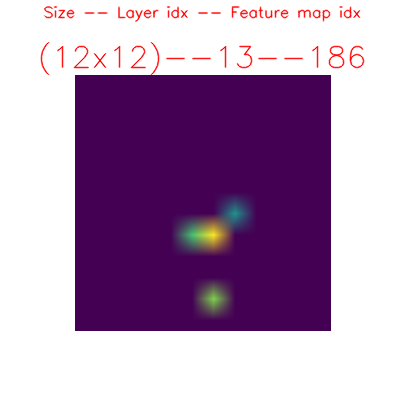 Size -- Layer idx -- Feature map idx
(12x12)--13--186